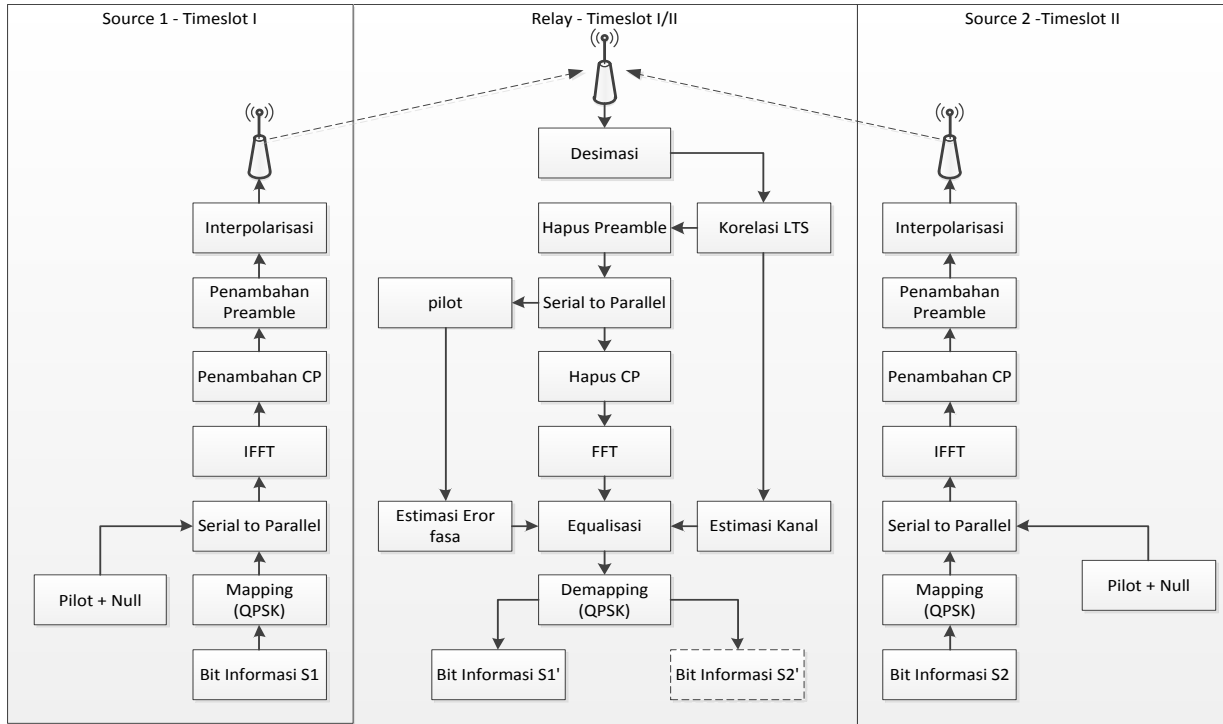 Source 1 - Timeslot I
Interpolarisasi
Penambahan
Preamble
Penambahan CP
IFFT
Serial to Parallel
Pilot + Null
Mapping
(QPSK)
Bit Informasi S1
Relay - Timeslot I/II
Desimasi
Hapus Preamble
Korelasi LTS
pilot
Serial to Parallel
Hapus CP
FFT
Estimasi Eror
fasa
Equalisasi
Estimasi Kanal
Demapping
(QPSK)
Bit Informasi S1'
Bit Informasi S2'
Source 2 -Timeslot II
Interpolarisasi
Penambahan
Preamble
Penambahan CP
IFFT
Serial to Parallel
Pilot + Null
Mapping
(QPSK)
Bit Informasi S2